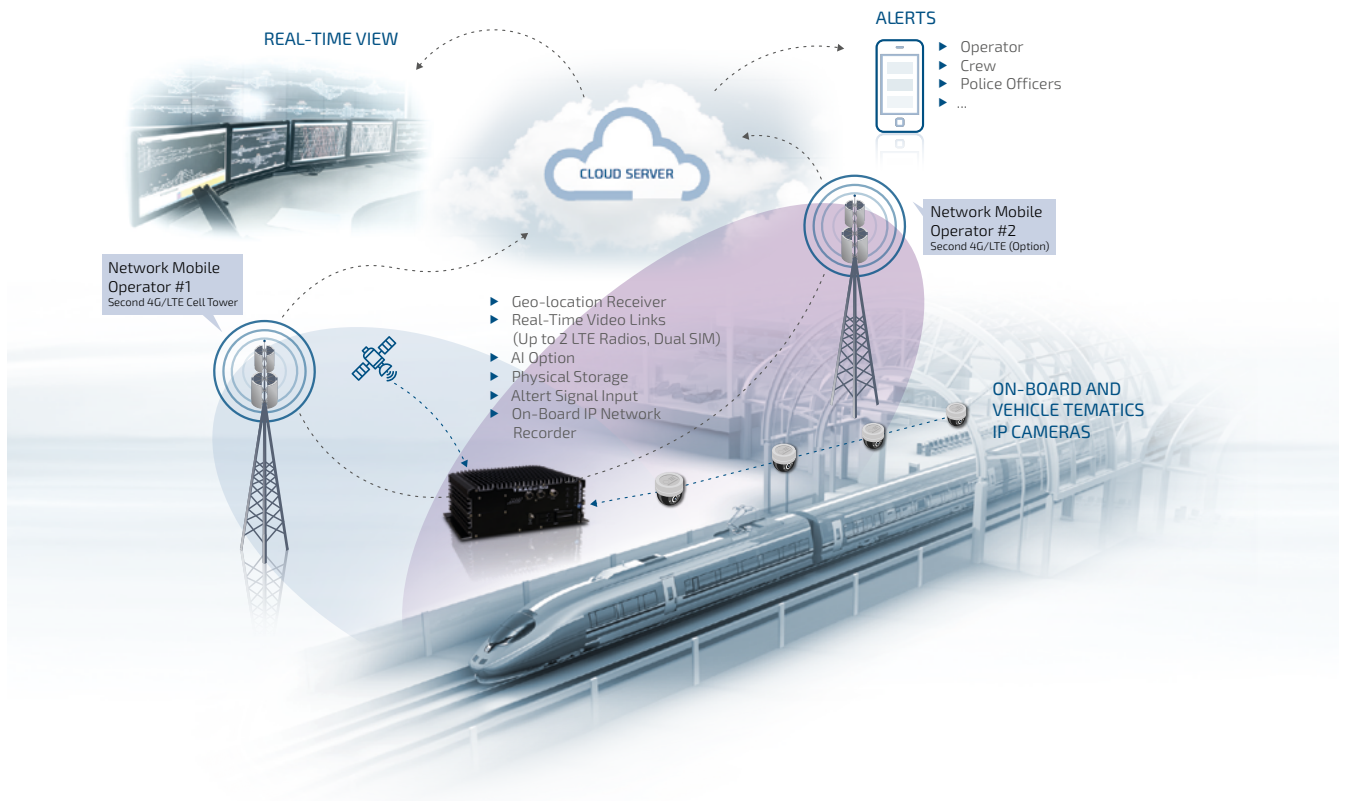 ALERTS
REAL-TIME VIEW
Operator
Crew
Police Officers
...
CLOUD SERVER
Network Mobile
Operator #2
Second 4G/LTE (Option)
Network Mobile
Operator #1
Second 4G/LTE Cell Tower
Geo-location Receiver
Real-Time Video Links
(Up to 2 LTE Radios, Dual SIM)
AI Option
Physical Storage
Altert Signal Input
On-Board IP Network
Recorder
ON-BOARD AND
VEHICLE TEMATICS
IP CAMERAS